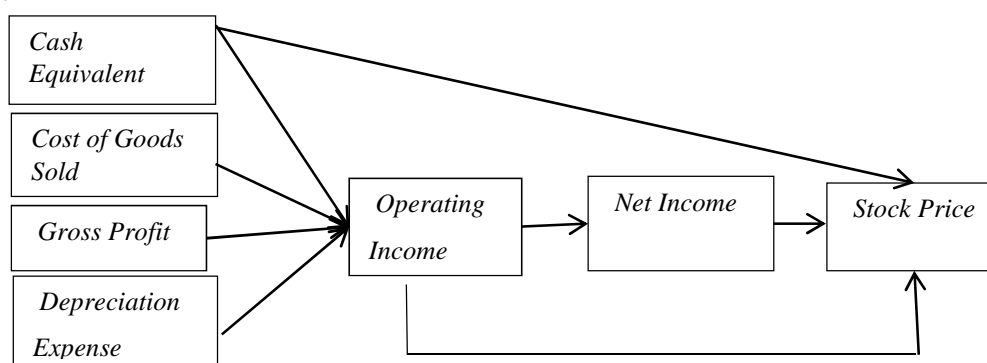 Cash
Equivalent
Cost of Goods
Sold
Gross Profit
Depreciation
Expense
Operating
Income
Net Income
Stock Price